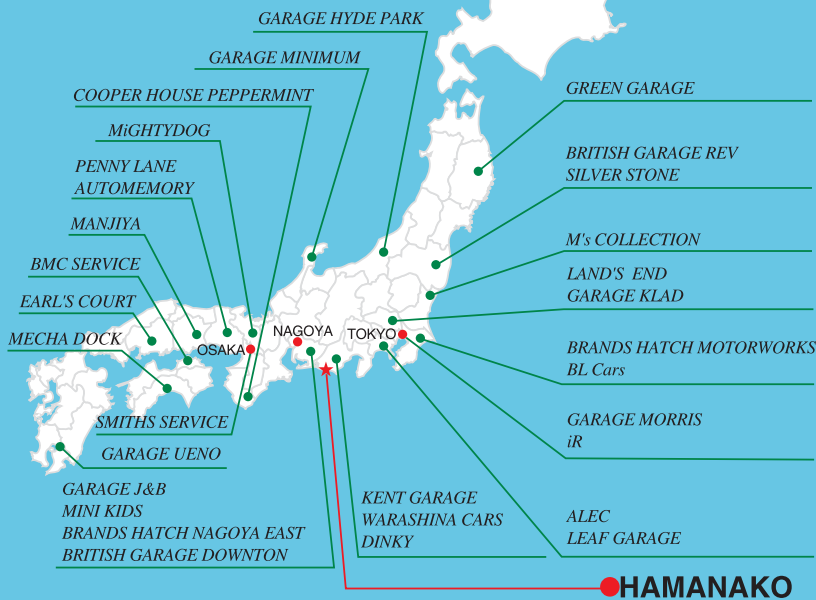 GARAGE HYDE PARK
GARAGE MINIMUM
COOPER HOUSE PEPPERMINT
MiGHTYDOG
PENNY LANE
AUTOMEMORY
MANJIYA
BMC SERVICE
EARL'S COURT
MECHA DOCK
SMITHS SERVICE
GARAGE UENO
GARAGE J&B
MINI KIDS
BRANDS HATCH NAGOYA EAST
BRITISH GARAGE DOWNTON
OSAKA
NAGOYA
TOKYO
GREEN GARAGE
BRITISH GARAGE REV
SILVER STONE
M's COLLECTION
LAND'S END
GARAGE KLAD
BRANDS HATCH MOTORWORKS
BL Cars
GARAGE MORRIS
iR
ALEC
LEAF GARAGE
KENT GARAGE
WARASHINA CARS
DINKY
HAMANAKO